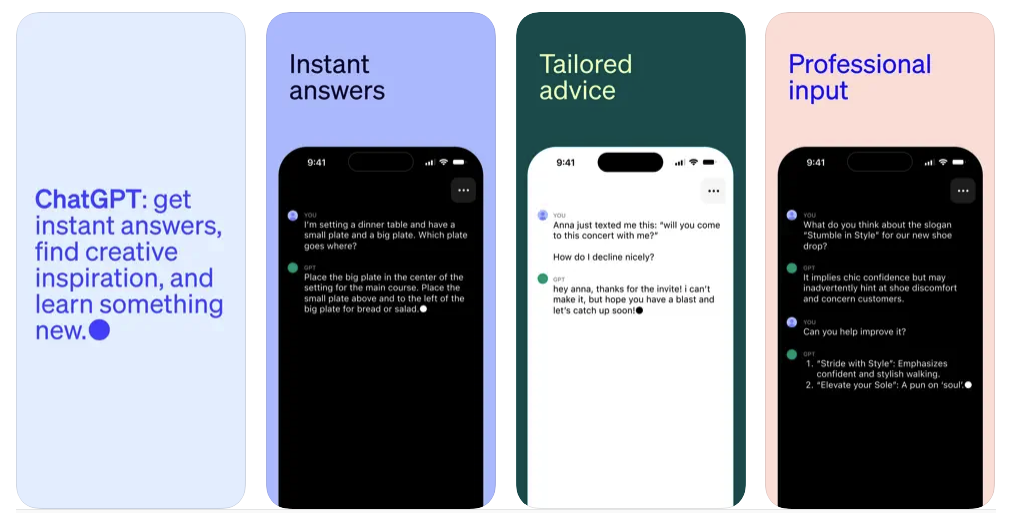 ChatGPT: get
instant answers,
find creative
inspiration, and
learn something
new.
Instant
answers
9:41
YOU
I'm setting a dinner table and have a
small plate and a big plate. Which plate
goes where?
GPT
Place the big plate in the center of the
setting for the main course. Place the
small plate above and to the left of the
big plate for bread or salad.
Tailored
advice
9:41
YOU
Anna just texted me this: “will you come
to this concert with me?”
How do I decline nicely?
GPT
hey anna, thanks for the invite! i can't
make it, but hope you have a blast and
let's catch up soon!
Professional
input
9:41
YOU
What do you think about the slogan
“Stumble in Style” for our new shoe
drop?
GPT
It implies chic confidence but may
inadvertently hint at shoe discomfort
and concern customers.
YOU
Can you help improve it?
GPT
1. “Stride with Style”: Emphasizes
confident and stylish walking.
2. “Elevate your Sole”: A pun on ‘soul’.